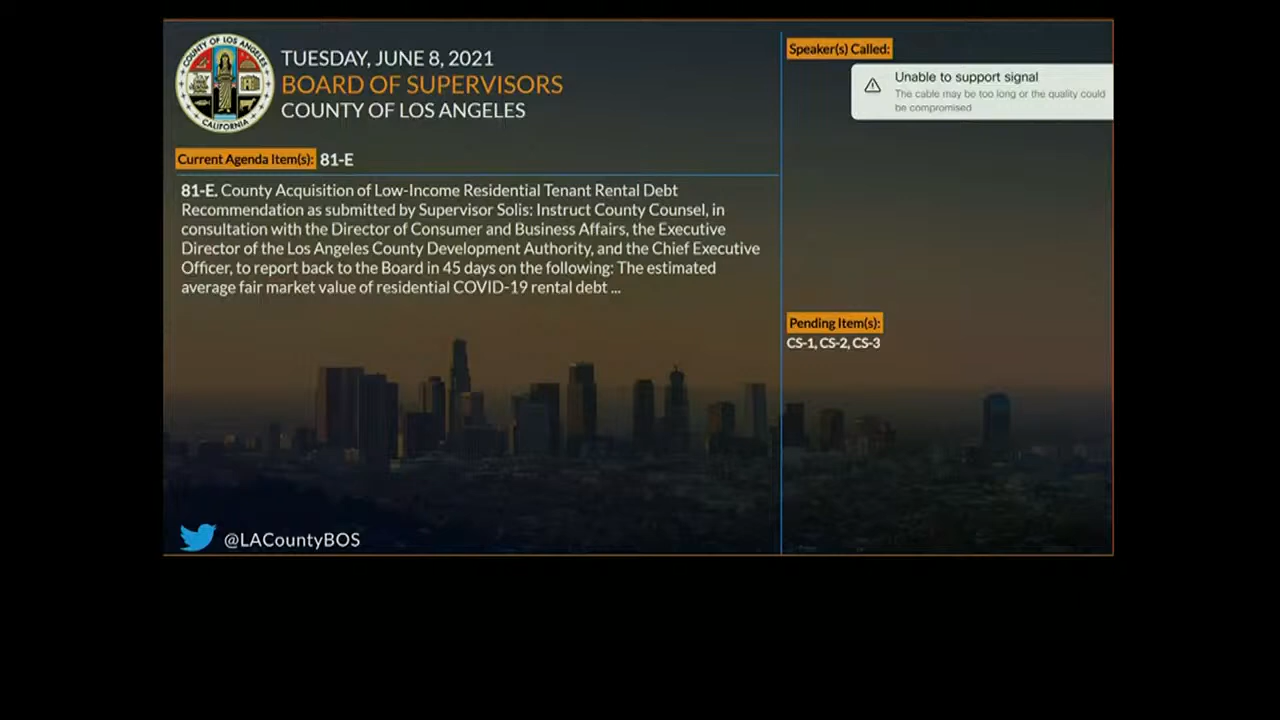 COUNTY OF LOS ANGELES
CALIFORNIA
TUESDAY, JUNE 8, 2021
BOARD OF SUPERVISORS
COUNTY OF LOS ANGELES
Current Agenda Item(s): 81-E
81-E. County Acquisition of Low-Income Residential Tenant Rental Debt
Recommendation as submitted by Supervisor Solis: Instruct County Counsel, in
consultation with the Director of Consumer and Business Affairs, the Executive
Director of the Los Angeles County Development Authority, and the Chief Executive
Officer, to report back to the Board in 45 days on the following: The estimated
average fair market value of residential COVID-19 rental debt ...
@LACountyBOS
Speaker(s) Called:
Unable to support signal
The cable may be too long or the quality could
be compromised
Pending Item(s):
CS-1, CS-2, CS-3